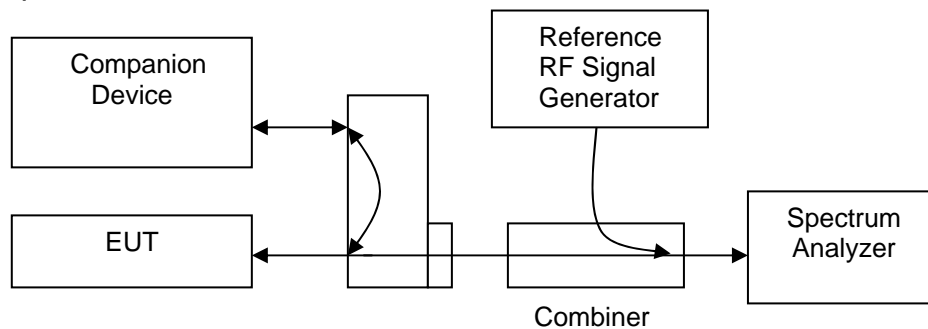 Companion
Device
Reference
RF Signal
Generator
EUT
Spectrum
Analyzer
Combiner